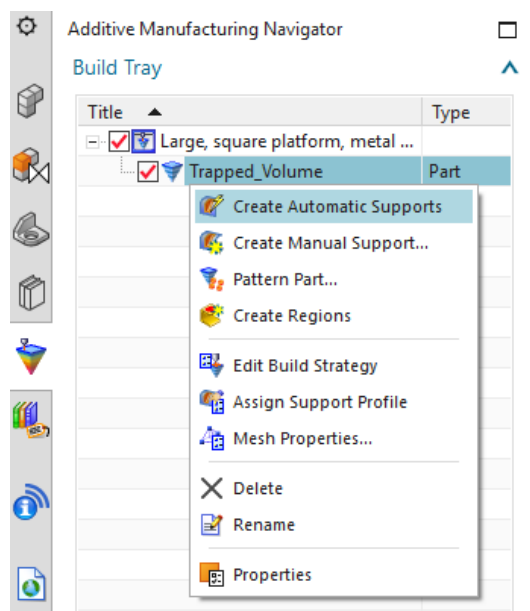 Additive Manufacturing Navigator
Build Tray
Title Type
Large, square platform, metal ...
Trapped_Volume Part
Create Automatic Supports
Create Manual Support...
Pattern Part...
Create Regions
Edit Build Strategy
Assign Support Profile
Mesh Properties...
Delete
Rename
Properties